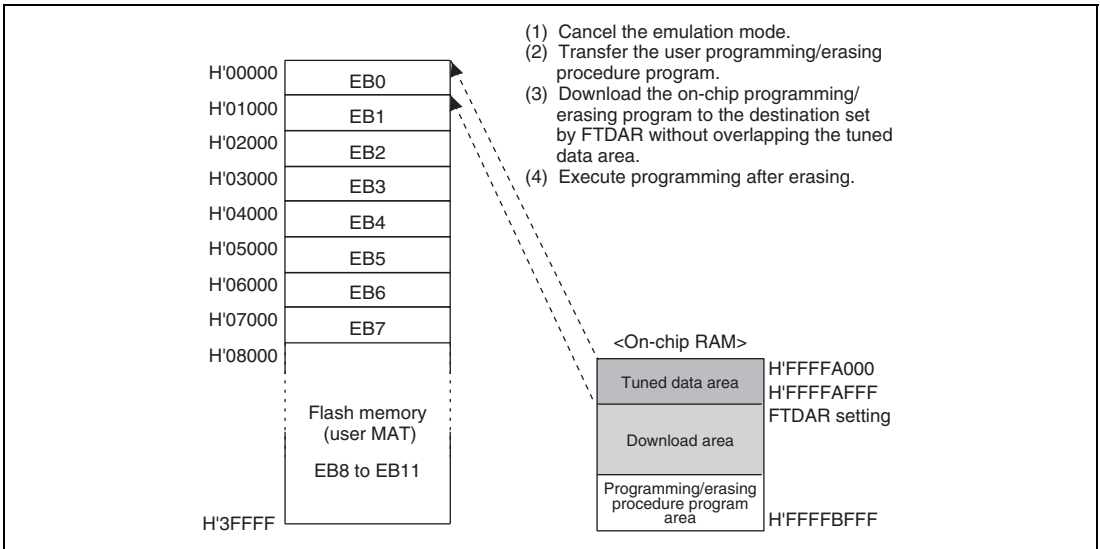 (1) Cancel the emulation mode.
(2) Transfer the user programming/erasing
procedure program.
(3) Download the on-chip programming/
erasing program to the destination set
by FTDAR without overlapping the tuned
data area.
(4) Execute programming after erasing.
H'00000
EB0
H'01000
EB1
H'02000
EB2
H'03000
EB3
H'04000
EB4
H'05000
EB5
H'06000
EB6
H'07000
EB7
H'08000
Flash memory
(user MAT)
EB8 to EB11
H'3FFFF
<On-chip RAM>
H'FFFFA000
Tuned data area
H'FFFFAFFF
FTDAR setting
Download area
Programming/erasing
procedure program
area
H'FFFFBFFF